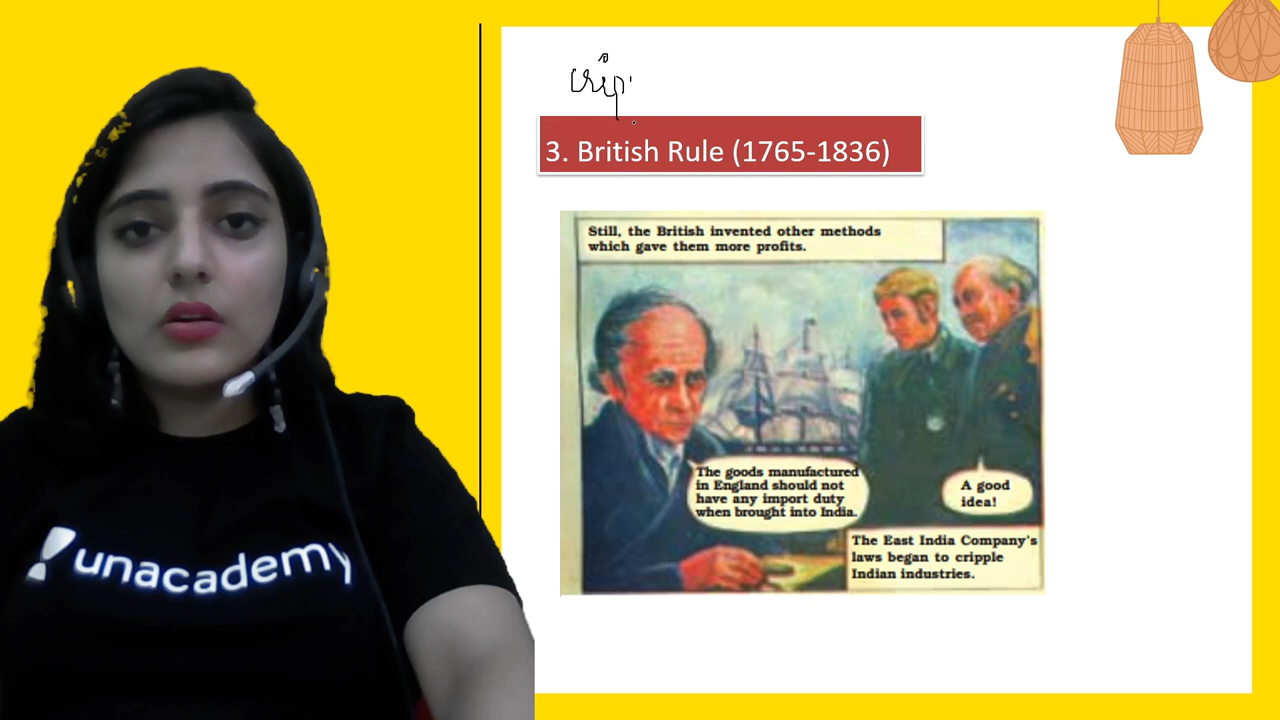 crip
3. British Rule (1765-1836)
Still, the British invented other methods
which gave them more profits.
The goods manufactured
in England should not
have any import duty
when brought into India.
A good
idea!
The East India Company's
laws began to cripple
Indian industries.
unacademy